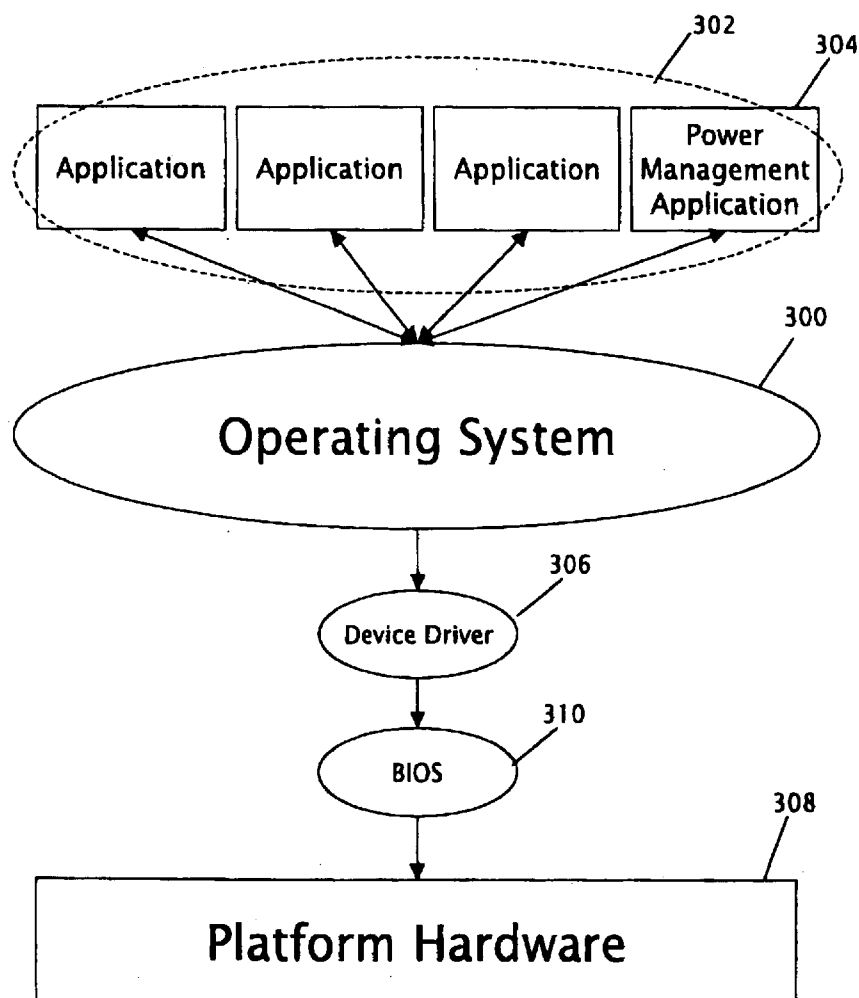 302
304
Application
Application
Application
Power
Management
Application
300
Operating System
306
Device Driver
310
BIOS
308
Platform Hardware